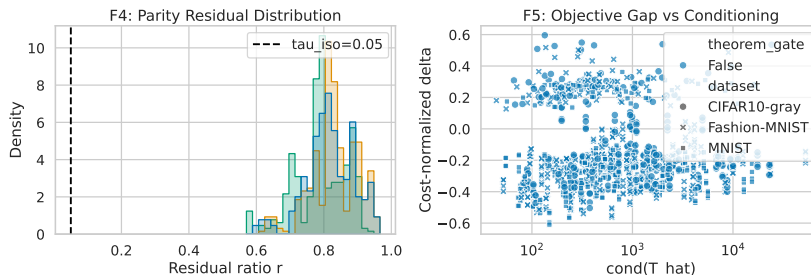 F4: Parity Residual Distribution
tau_iso=0.05
Density
10
8
6
4
2
0
0.2
0.4
0.6
0.8
1.0
Residual ratio r
F5: Objective Gap vs Conditioning
theorem_gate
False
dataset
CIFAR10-gray
Fashion-MNIST
MNIST
Cost-normalized delta
0.6
0.4
0.2
0.0
−0.2
−0.4
−0.6
10²
10³
10⁴
cond(T_hat)